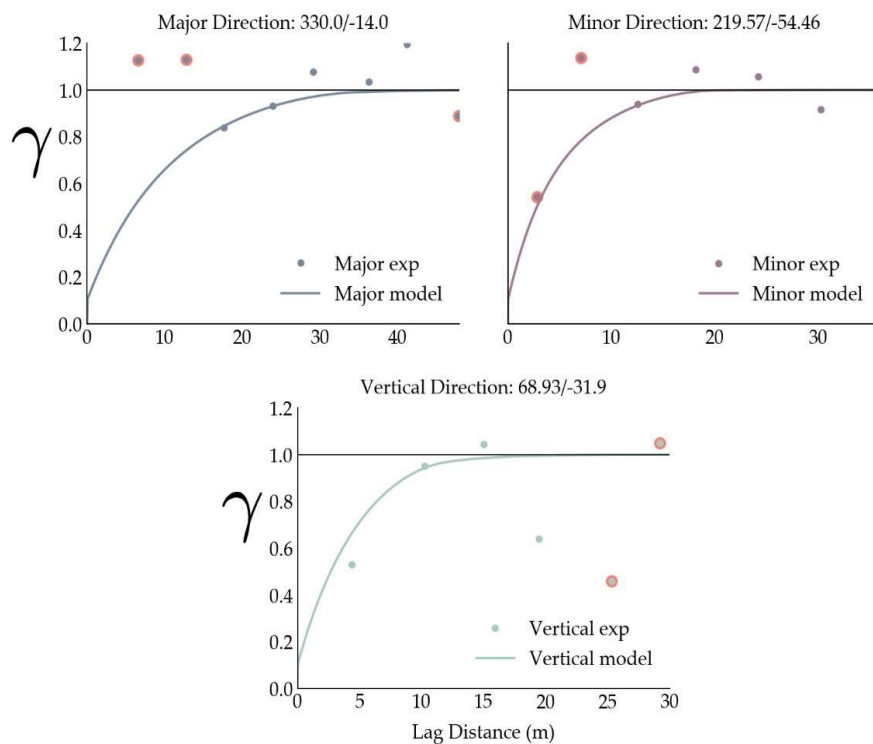 Major Direction: 330.0/-14.0
1.2
1.0
0.8
γ
0.6
0.4
0.2
0.0
Major exp
Major model
0
10
20
30
40
Minor Direction: 219.57/-54.46
Minor exp
Minor model
0
10
20
30
Vertical Direction: 68.93/-31.9
1.2
1.0
0.8
γ
0.6
0.4
0.2
0.0
Vertical exp
Vertical model
0
5
10
15
20
25
30
Lag Distance (m)